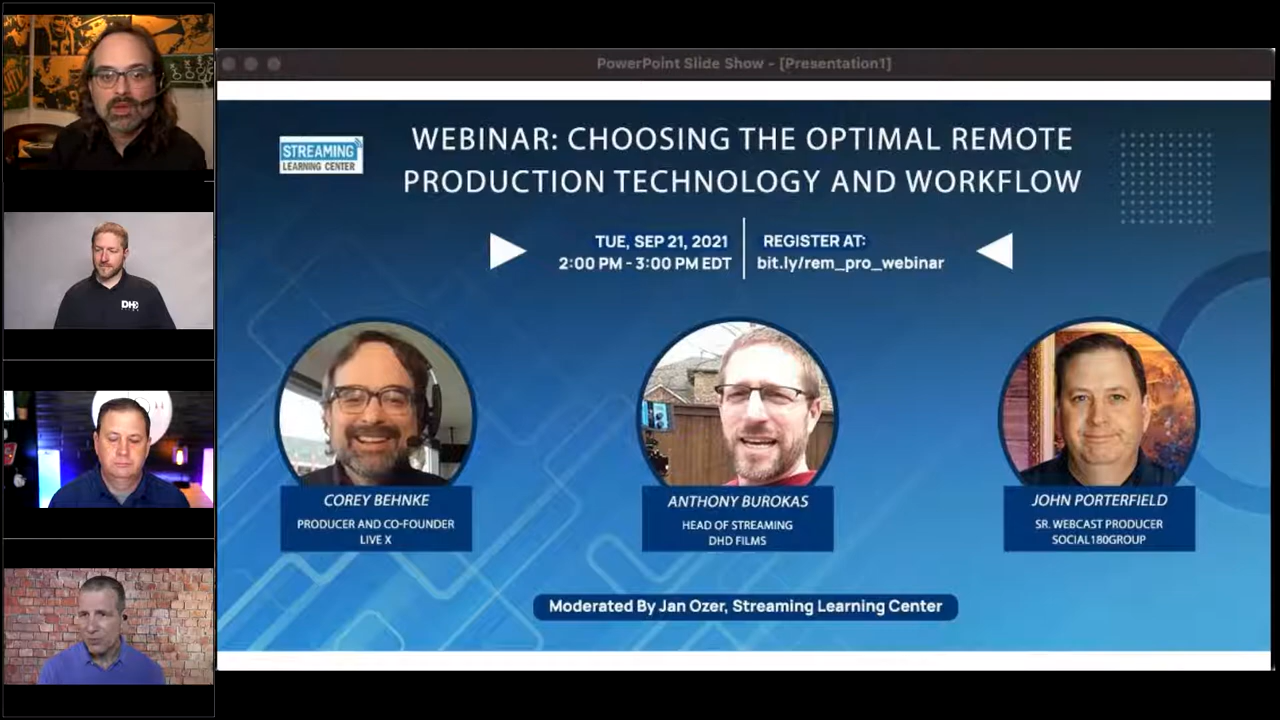 PowerPoint Slide Show - [Presentation1]
STREAMING
LEARNING CENTER
WEBINAR: CHOOSING THE OPTIMAL REMOTE
PRODUCTION TECHNOLOGY AND WORKFLOW
TUE, SEP 21, 2021
2:00 PM - 3:00 PM EDT
REGISTER AT:
bit.ly/rem_pro_webinar
DHD
COREY BEHNKE
PRODUCER AND CO-FOUNDER
LIVE X
ANTHONY BUROKAS
HEAD OF STREAMING
DHD FILMS
JOHN PORTERFIELD
SR. WEBCAST PRODUCER
SOCIAL180GROUP
Moderated By Jan Ozer, Streaming Learning Center